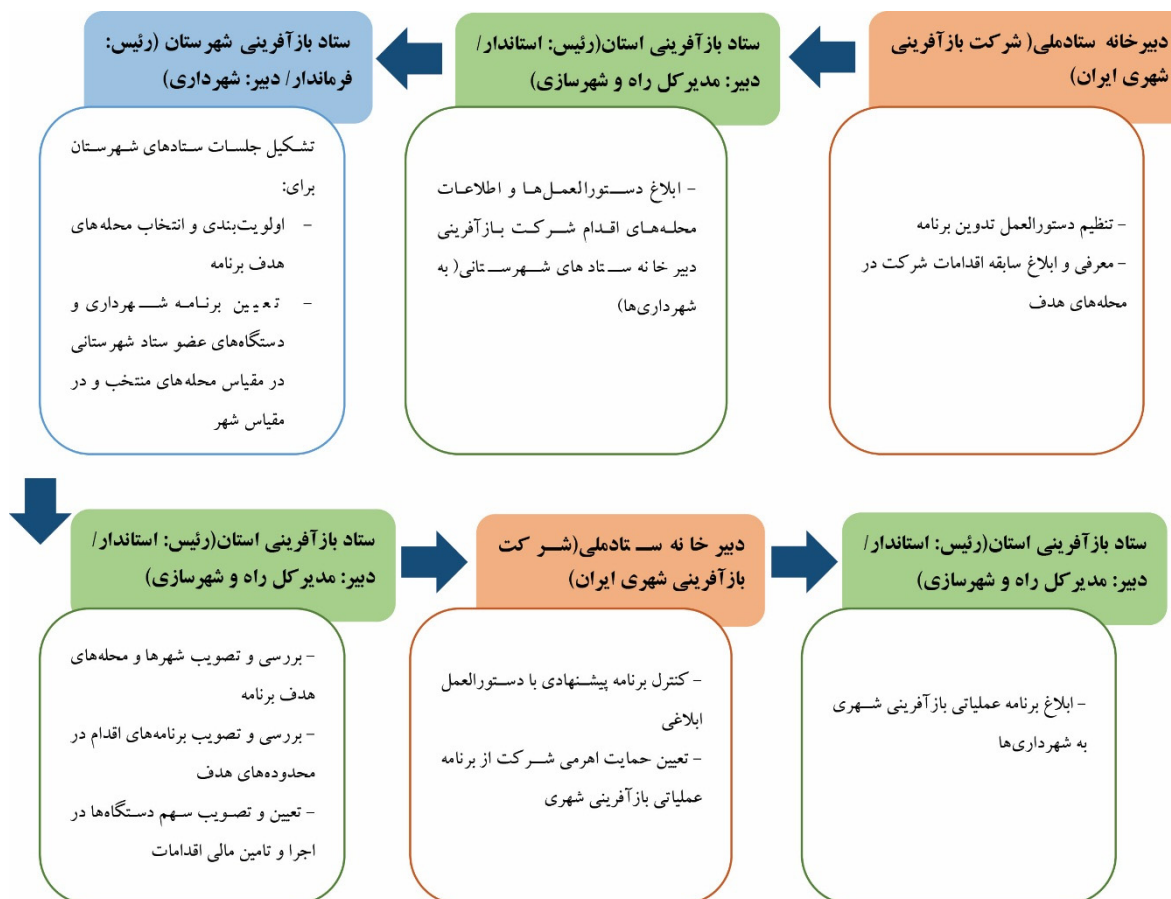 دبیرخانه ستادملی( شرکت بازآفرینی
شهری ایران)
- تنظیم دستورالعمل تدوین برنامه
- معرفی و ابلاغ سابقه اقدامات شرکت در
محله‌های هدف
ستاد بازآفرینی استان(رئیس: استاندار/
دبیر: مدیرکل راه و شهرسازی)
- ابلاغ دستورالعمل‌ها و اطلاعات
محله‌های اقدام شرکت بازآفرینی
دبیر خانه ستاد های شهرستانی( به
شهرداری‌ها)
ستاد بازآفرینی شهرستان (رئیس:
فرماندار/ دبیر: شهرداری)
تشکیل جلسات ستادهای شهرستان
برای:
- اولویت‌بندی و انتخاب محله‌های
هدف برنامه
- تعیین برنامه شهرداری و
دستگاه‌های عضو ستاد شهرستانی
در مقیاس محله‌های منتخب و در
مقیاس شهر
ستاد بازآفرینی استان(رئیس: استاندار/
دبیر: مدیرکل راه و شهرسازی)
- بررسی و تصویب شهرها و محله‌های
هدف برنامه
- بررسی و تصویب برنامه‌های اقدام در
محدوده‌های هدف
- تعیین و تصویب سهم دستگاه‌ها در
اجرا و تامین مالی اقدامات
دبیر خانه ستادملی(شرکت
بازآفرینی شهری ایران)
- کنترل برنامه پیشنهادی با دستورالعمل
ابلاغی
- تعیین حمایت اهرمی شرکت از برنامه
عملیاتی بازآفرینی شهری
ستاد بازآفرینی استان(رئیس: استاندار/
دبیر: مدیرکل راه و شهرسازی)
- ابلاغ برنامه عملیاتی بازآفرینی شهری
به شهرداری‌ها